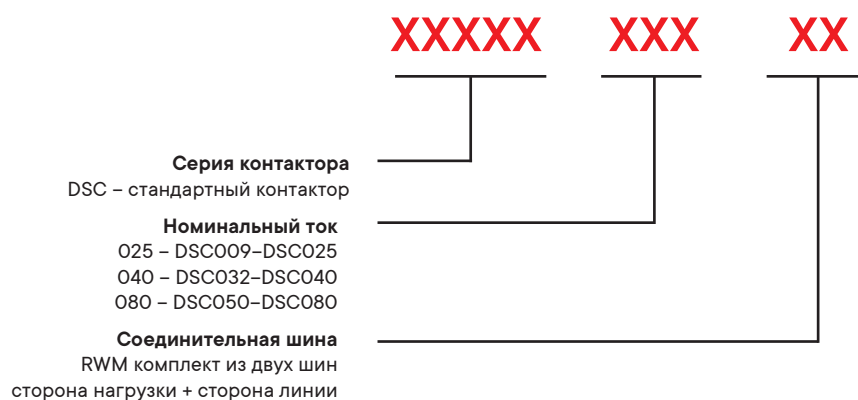 XXXXX XXX XX
Серия контактора
DSC – стандартный контактор
Номинальный ток
025 – DSC009–DSC025
040 – DSC032–DSC040
080 – DSC050–DSC080
Соединительная шина
RWM комплект из двух шин
сторона нагрузки + сторона линии